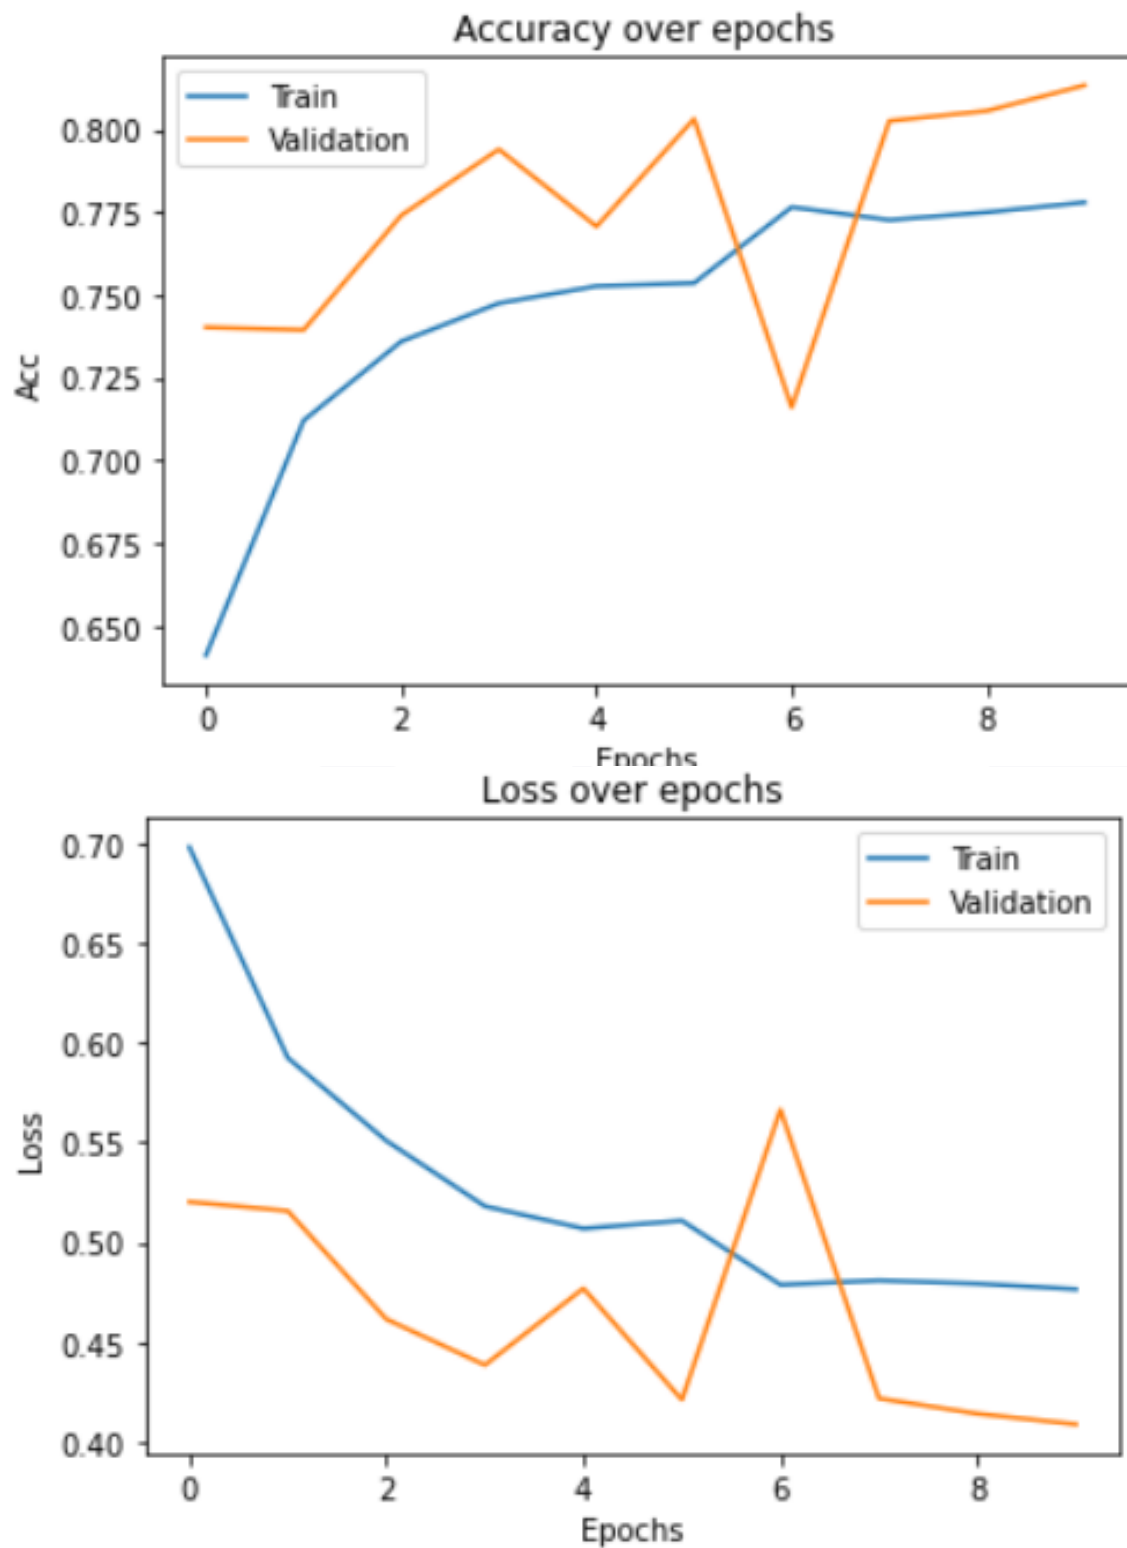 Accuracy over epochs
Train
Validation
0.800
0.775
0.750
0.725
0.700
0.675
0.650
Acc
0 2 4 6 8
Epochs
Loss over epochs
Train
Validation
0.70
0.65
0.60
0.55
0.50
0.45
0.40
Loss
0 2 4 6 8
Epochs